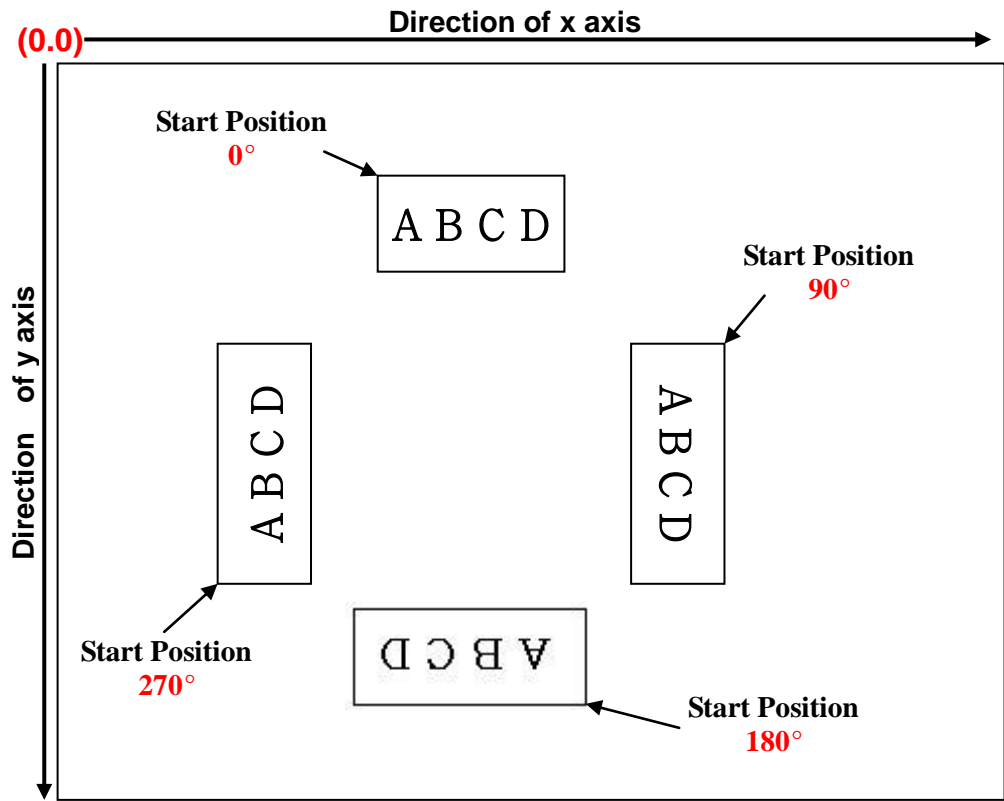 Direction of x axis
(0.0)
Start Position
0°
A B C D
Start Position
90°
Direction of y axis
A B C D
A B C D
Start Position
270°
A B C D
Start Position
180°